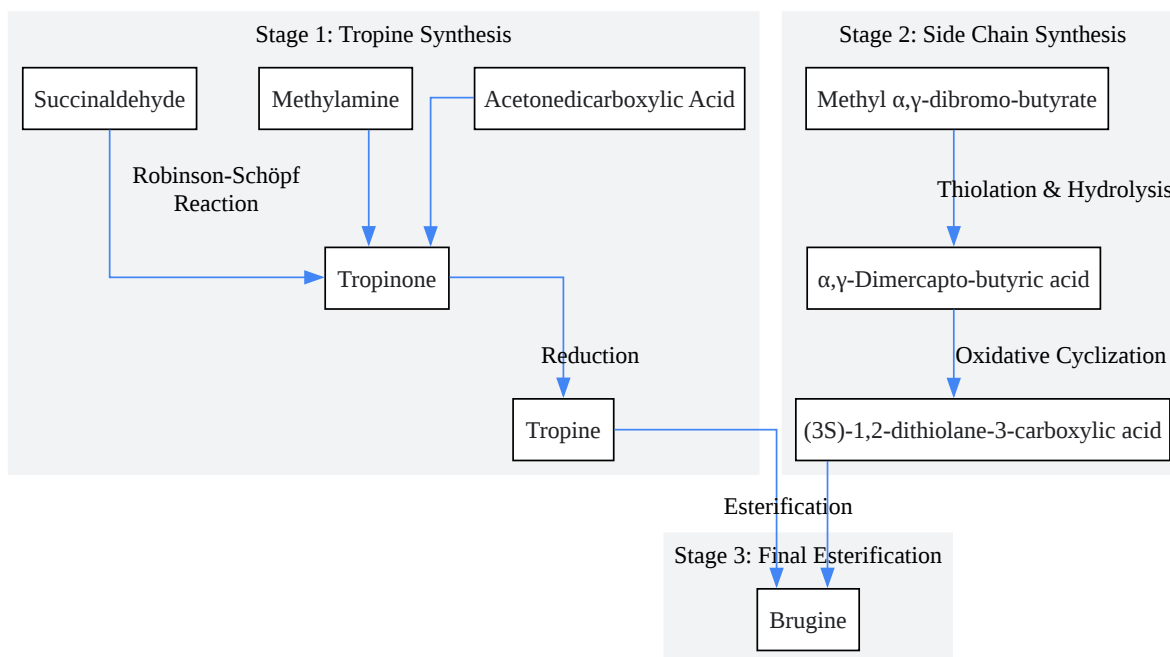 Stage 1: Tropine Synthesis
Stage 2: Side Chain Synthesis
Succinaldehyde
Methylamine
Acetonedicarboxylic Acid
Methyl α,γ-dibromo-butyrate
Robinson-Schöpf
Reaction
Thiolation & Hydrolysis
Tropinone
α,γ-Dimercapto-butyric acid
Reduction
Oxidative Cyclization
Tropine
(3S)-1,2-dithiolane-3-carboxylic acid
Esterification
Stage 3: Final Esterification
Brugine